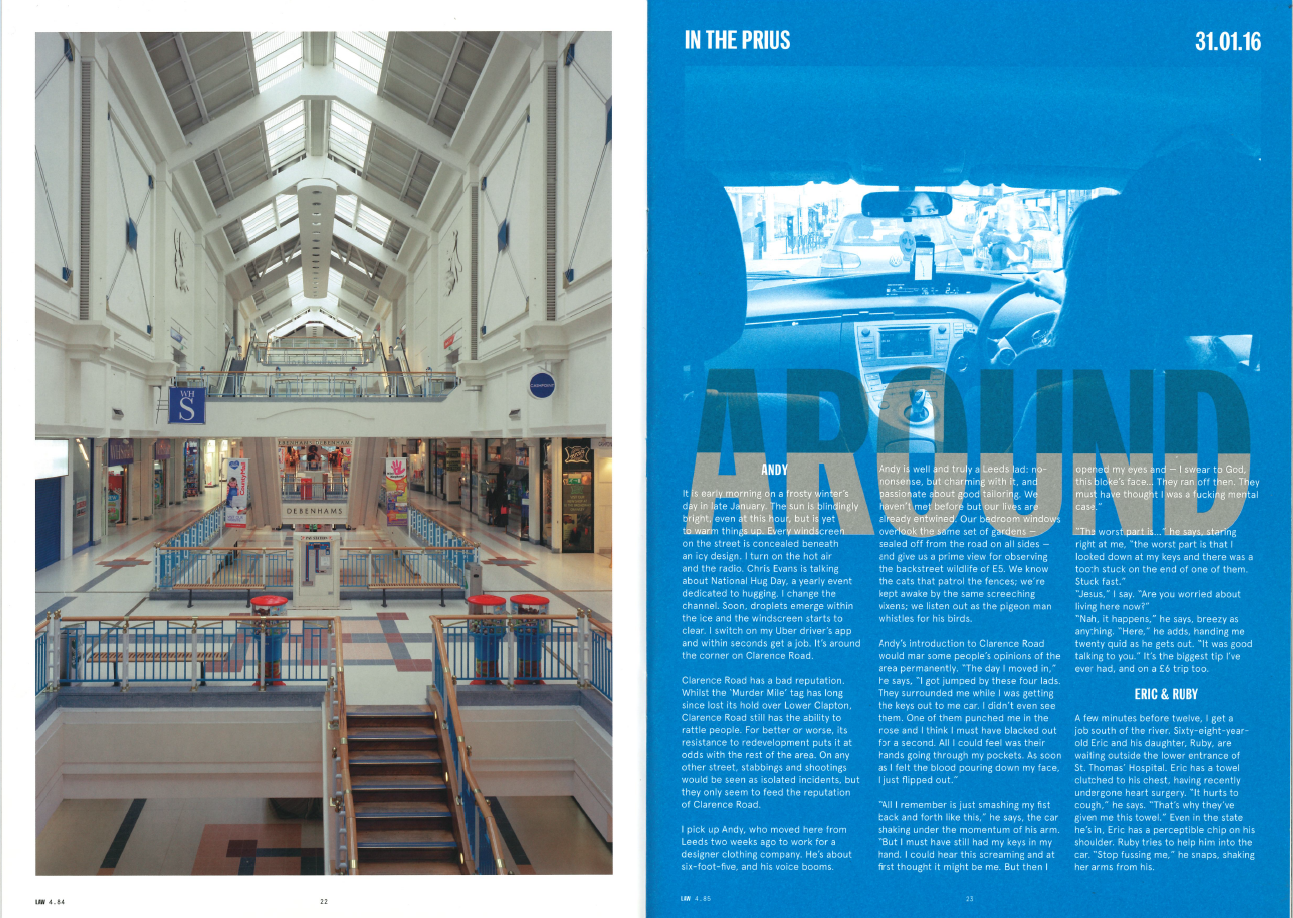 WH
S
DEBENHAMS
LAW 4.84
22
IN THE PRIUS
31.01.16
AROUND
ANDY
It is early morning on a frosty winter's
day in late January. The sun is blindingly
bright, even at this hour, but is yet
to warm things up. Every windscreen
on the street is concealed beneath
an icy design. I turn on the hot air
and the radio. Chris Evans is talking
about National Hug Day, a yearly event
dedicated to hugging. I change the
channel. Soon, droplets emerge within
the ice and the windscreen starts to
clear. I switch on my Uber driver's app
and within seconds get a job. It's around
the corner on Clarence Road.
Clarence Road has a bad reputation.
Whilst the 'Murder Mile' tag has long
since lost its hold over Lower Clapton,
Clarence Road still has the ability to
rattle people. For better or worse, its
resistance to redevelopment puts it at
odds with the rest of the area. On any
other street, stabbings and shootings
would be seen as isolated incidents, but
they only seem to feed the reputation
of Clarence Road.
I pick up Andy, who moved here from
Leeds two weeks ago to work for a
designer clothing company. He's about
six-foot-five, and his voice booms.
Andy is well and truly a Leeds lad: no-
nonsense, but charming with it, and
passionate about good tailoring. We
haven't met before but our lives are
already entwined. Our bedroom windows
overlook the same set of gardens –
sealed off from the road on all sides –
and give us a prime view for observing
the backstreet wildlife of E5. We know
the cats that patrol the fences; we're
kept awake by the same screeching
vixens; we listen out as the pigeon man
whistles for his birds.
Andy's introduction to Clarence Road
would mar some people's opinions of the
area permanently. "The day I moved in,"
he says, "I got jumped by these four lads.
They surrounded me while I was getting
the keys out to me car. I didn't even see
them. One of them punched me in the
nose and I think I must have blacked out
for a second. All I could feel was their
hands going through my pockets. As soon
as I felt the blood pouring down my face,
I just flipped out."
"All I remember is just smashing my fist
back and forth like this," he says, the car
shaking under the momentum of his arm.
"But I must have still had my keys in my
hand. I could hear this screaming and at
first thought it might be me. But then I
opened my eyes and – I swear to God,
this bloke's face... They ran off then. They
must have thought I was a fucking mental
case."
"The worst part is..." he says, staring
right at me, "the worst part is that I
looked down at my keys and there was a
tooth stuck on the end of one of them.
Stuck fast."
"Jesus," I say. "Are you worried about
living here now?"
"Nah, it happens," he says, breezy as
anything. "Here," he adds, handing me
twenty quid as he gets out. "It was good
talking to you." It's the biggest tip I've
ever had, and on a £6 trip too.
ERIC & RUBY
A few minutes before twelve, I get a
job south of the river. Sixty-eight-year-
old Eric and his daughter, Ruby, are
waiting outside the lower entrance of
St. Thomas' Hospital. Eric has a towel
clutched to his chest, having recently
undergone heart surgery. "It hurts to
cough," he says. "That's why they've
given me this towel." Even in the state
he's in, Eric has a perceptible chip on his
shoulder. Ruby tries to help him into the
car. "Stop fussing me," he snaps, shaking
her arms from his.
LAW 4.85
23